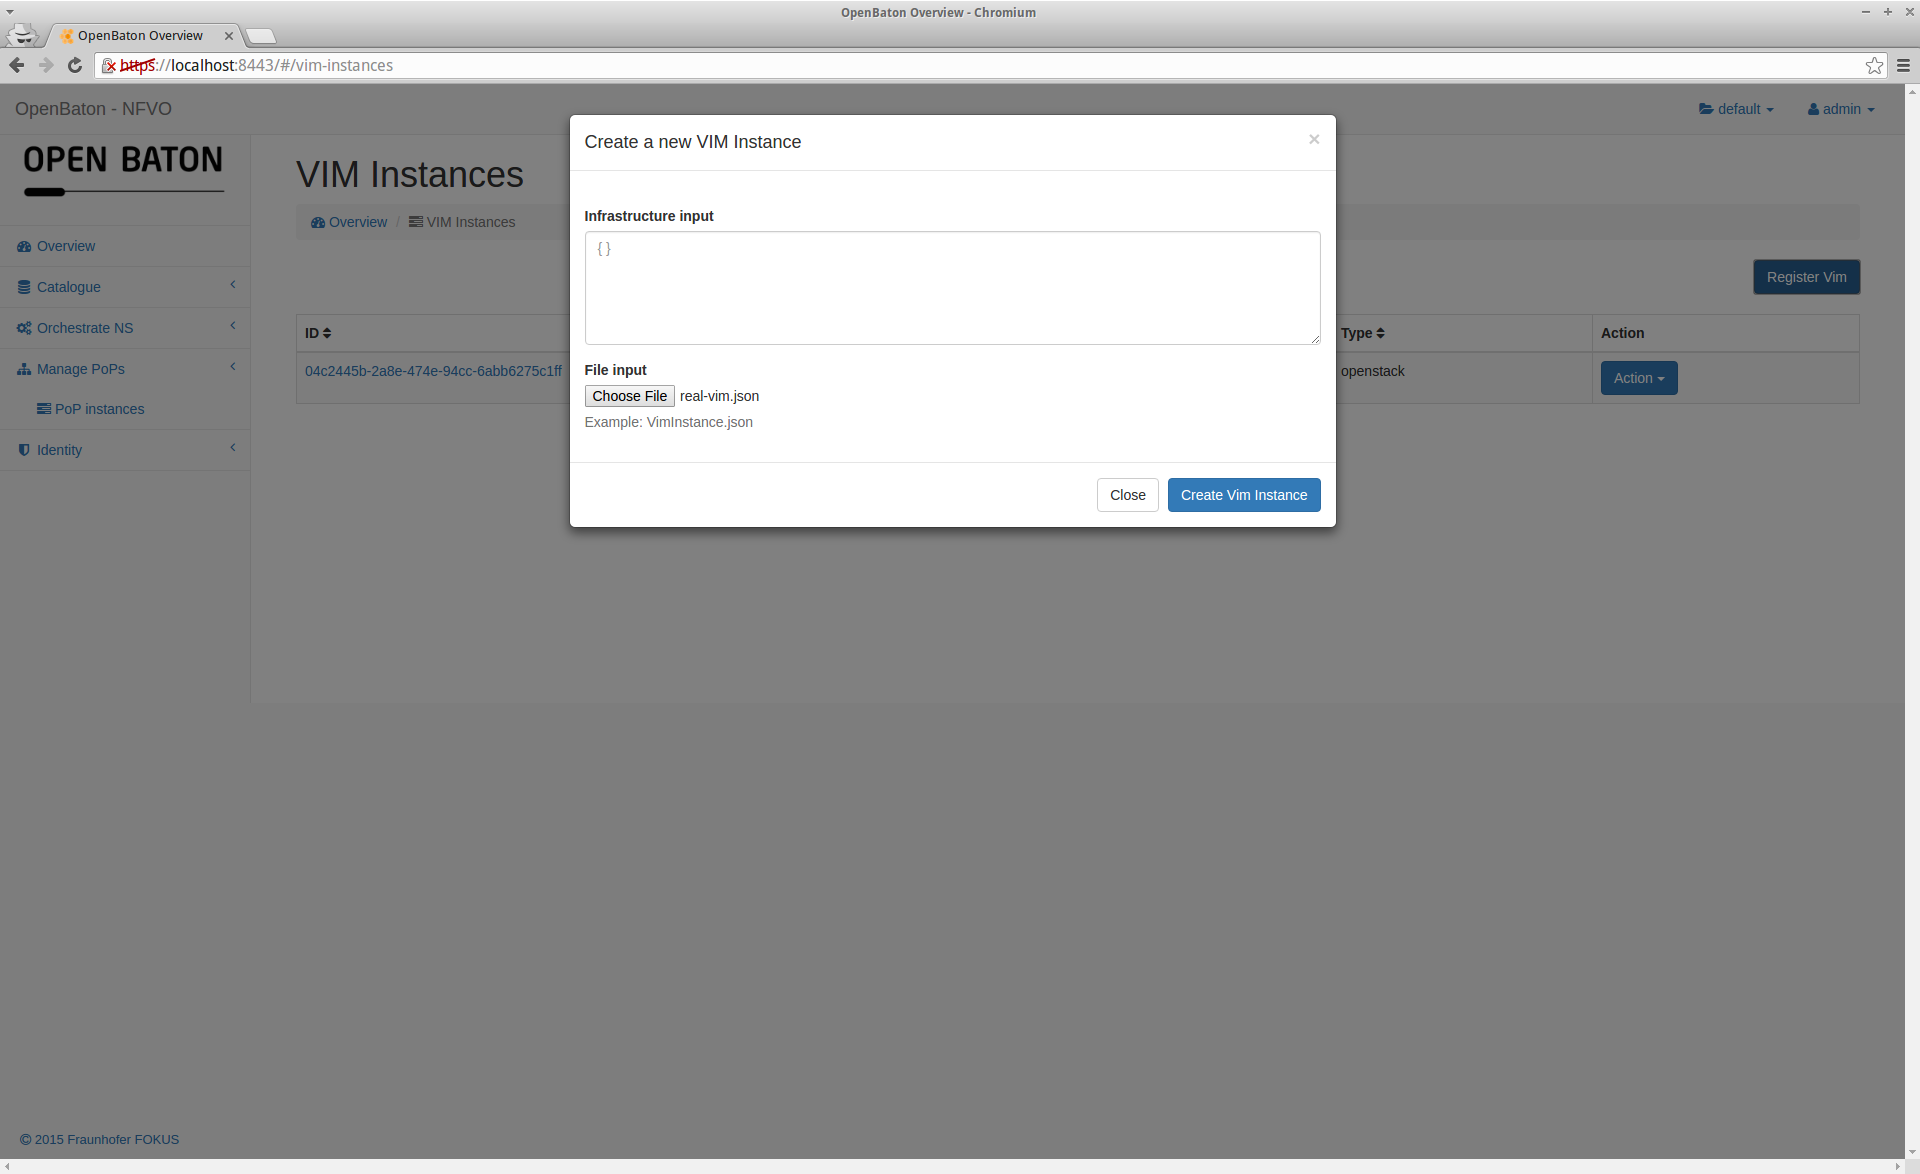 OpenBaton Overview - Chromium
OpenBaton Overview
https://localhost:8443/#/vim-instances
OpenBaton - NFVO
default
admin
OPEN BATON
Overview
Catalogue
Orchestrate NS
Manage PoPs
PoP instances
Identity
VIM Instances
Overview / VIM Instances
Register Vim
ID Type Action
04c2445b-2a8e-474e-94cc-6abb6275c1ff openstack Action
Create a new VIM Instance ×
Infrastructure input
{ }
File input
Choose File real-vim.json
Example: VimInstance.json
Close Create Vim Instance
© 2015 Fraunhofer FOKUS